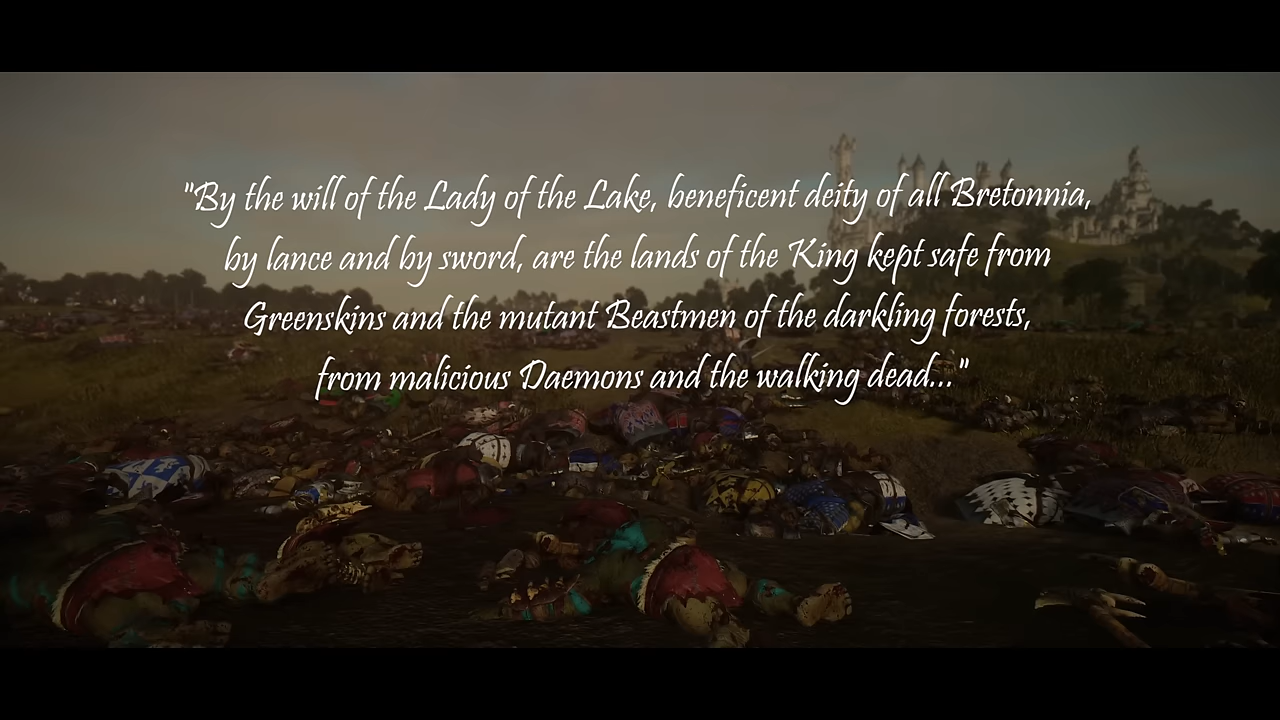 "By the will of the Lady of the Lake, beneficent deity of all Bretonnia,
by lance and by sword, are the lands of the King kept safe from
Greenskins and the mutant Beastmen of the darkling forests,
from malicious Daemons and the walking dead..."